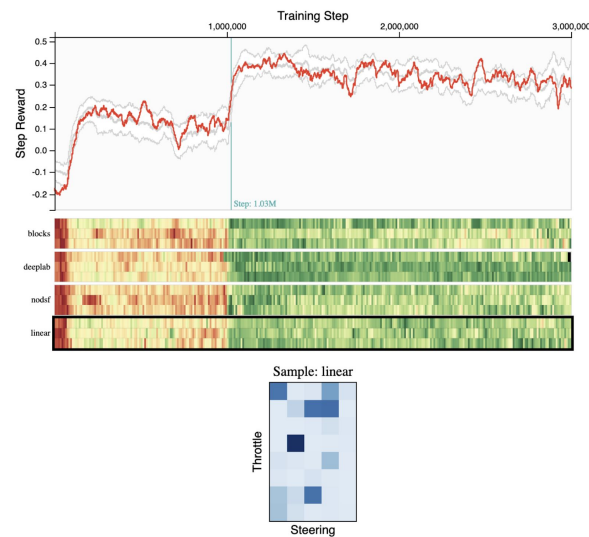 Training Step
1,000,000 2,000,000 3,000,000
0.5
0.4
0.3
0.2
0.1
0.0
-0.1
-0.2
Step Reward
Step: 1.03M
blocks
deeplab
nodsf
linear
Sample: linear
Throttle
Steering